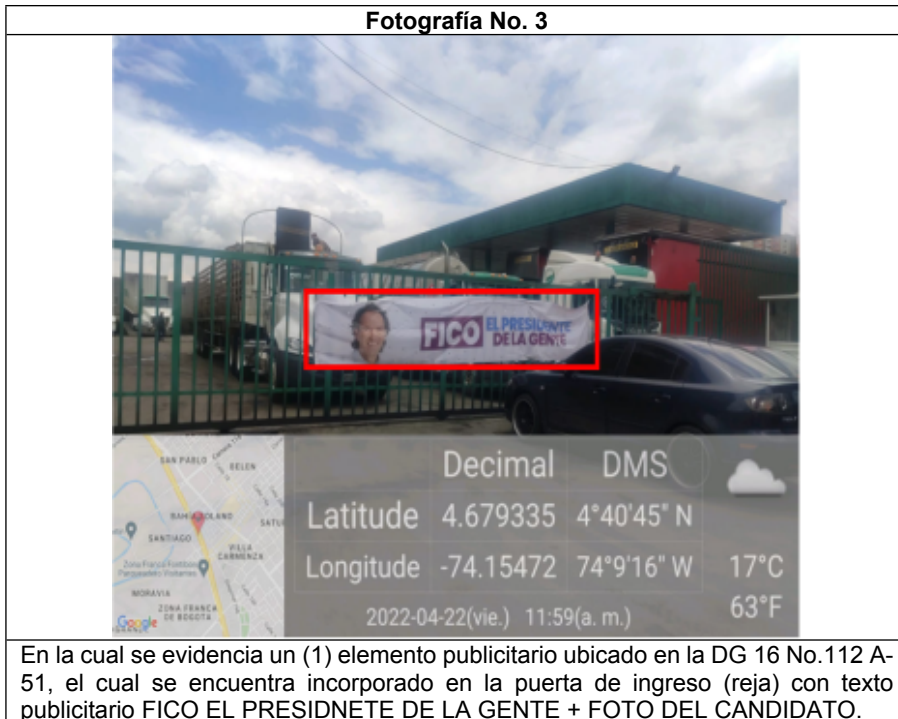 Fotografía No. 3
FICO EL PRESIDENTE
DE LA GENTE
SAN PABLO
BELEN
SANTIAGO
VILLA
CARMENZA
Zona Franca Fontibon
MORAVIA
ZONA FRANCA
DE BOGOTA
Google
Decimal DMS
Latitude 4.679335 4°40'45" N
Longitude -74.15472 74°9'16" W
17°C
63°F
2022-04-22(vie.) 11:59(a. m.)
En la cual se evidencia un (1) elemento publicitario ubicado en la DG 16 No.112 A-
51, el cual se encuentra incorporado en la puerta de ingreso (reja) con texto
publicitario FICO EL PRESIDNETE DE LA GENTE + FOTO DEL CANDIDATO.